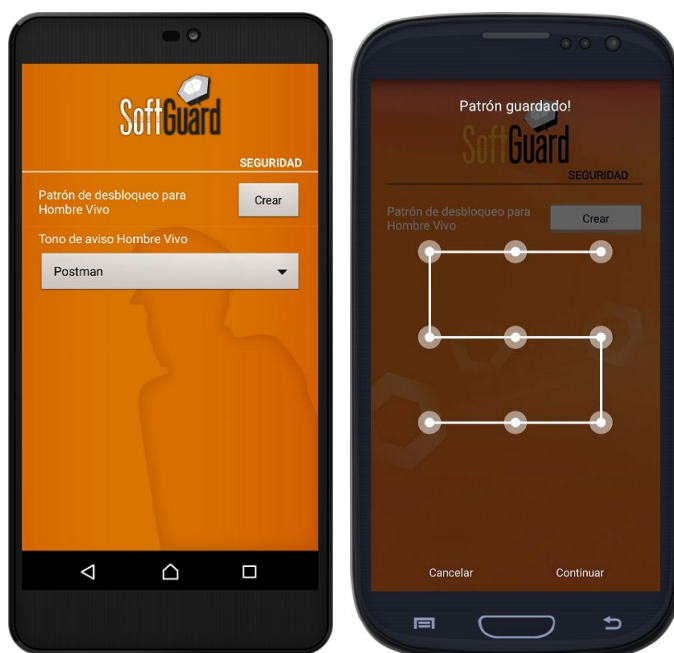 SoftGuard
SEGURIDAD
Patrón de desbloqueo para
Hombre Vivo
Crear
Tono de aviso Hombre Vivo
Postman
Patrón guardado!
SoftGuard
SEGURIDAD
Patrón de desbloqueo para
Hombre Vivo
Crear
Cancelar
Continuar